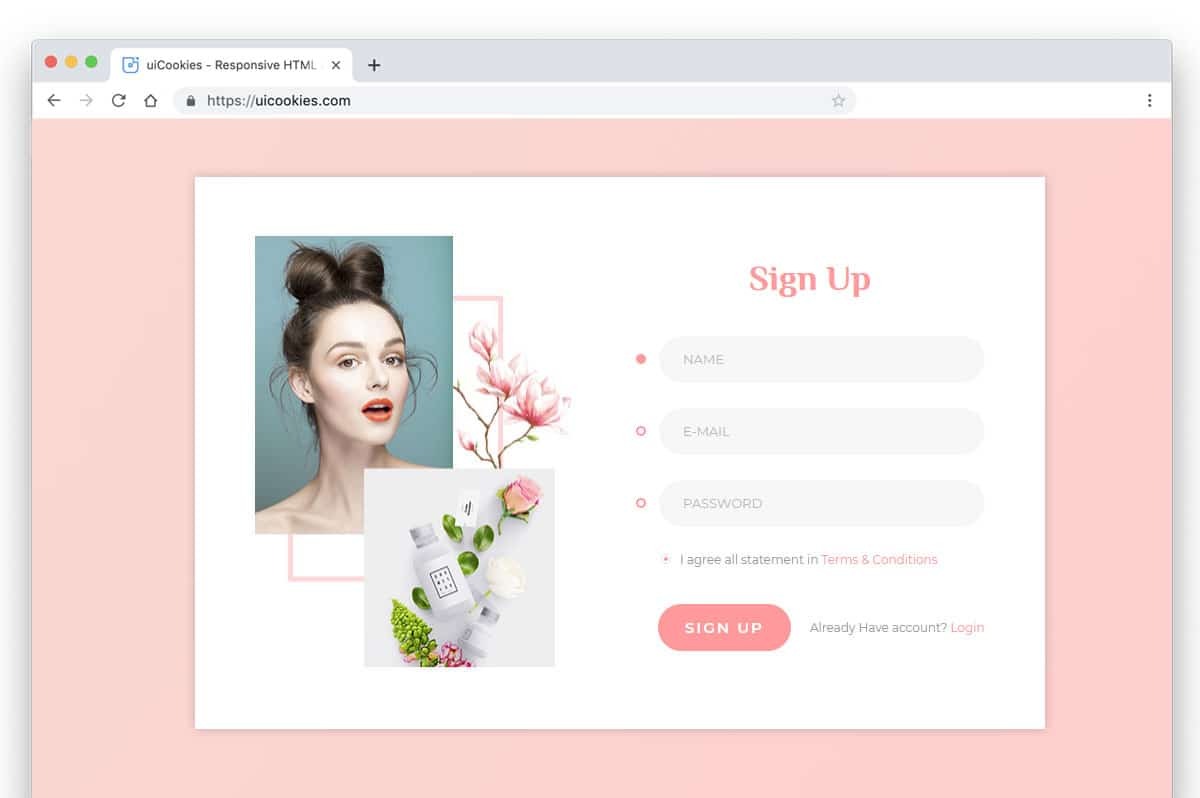 uiCookies - Responsive HTML
https://uicookies.com
Sign Up
NAME
E-MAIL
PASSWORD
I agree all statement in Terms & Conditions
SIGN UP
Already Have account? Login